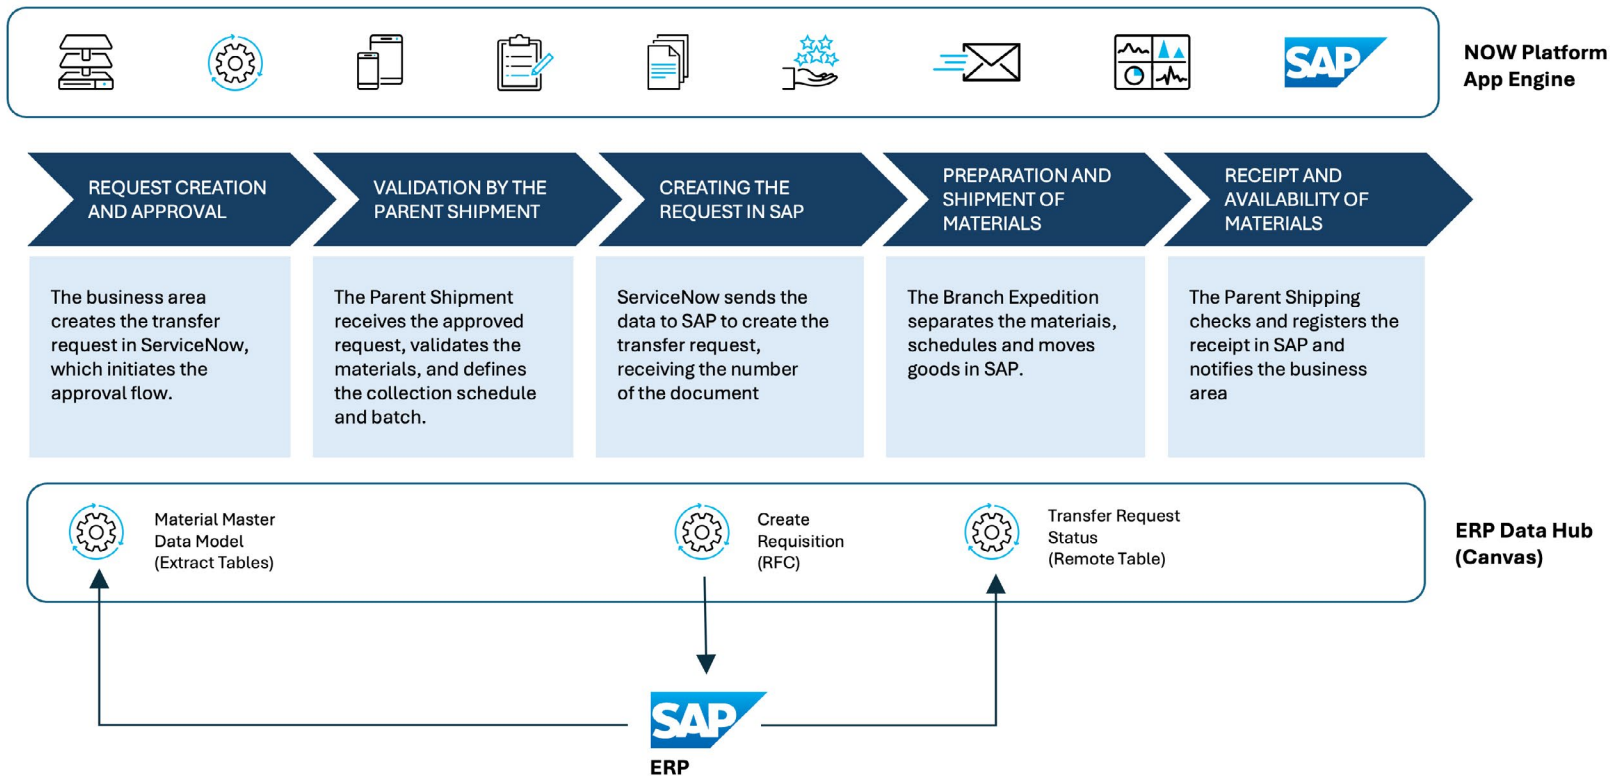 SAP
NOW Platform
App Engine
REQUEST CREATION
AND APPROVAL
VALIDATION BY THE
PARENT SHIPMENT
CREATING THE
REQUEST IN SAP
PREPARATION AND
SHIPMENT OF
MATERIALS
RECEIPT AND
AVAILABILITY OF
MATERIALS
The business area
creates the transfer
request in ServiceNow,
which initiates the
approval flow.
The Parent Shipment
receives the approved
request, validates the
materials, and defines
the collection schedule
and batch.
ServiceNow sends the
data to SAP to create the
transfer request,
receiving the number
of the document
The Branch Expedition
separates the materiais,
schedules and moves
goods in SAP.
The Parent Shipping
checks and registers the
receipt in SAP and
notifies the business
area
Material Master
Data Model
(Extract Tables)
Create
Requisition
(RFC)
Transfer Request
Status
(Remote Table)
ERP Data Hub
(Canvas)
SAP
ERP